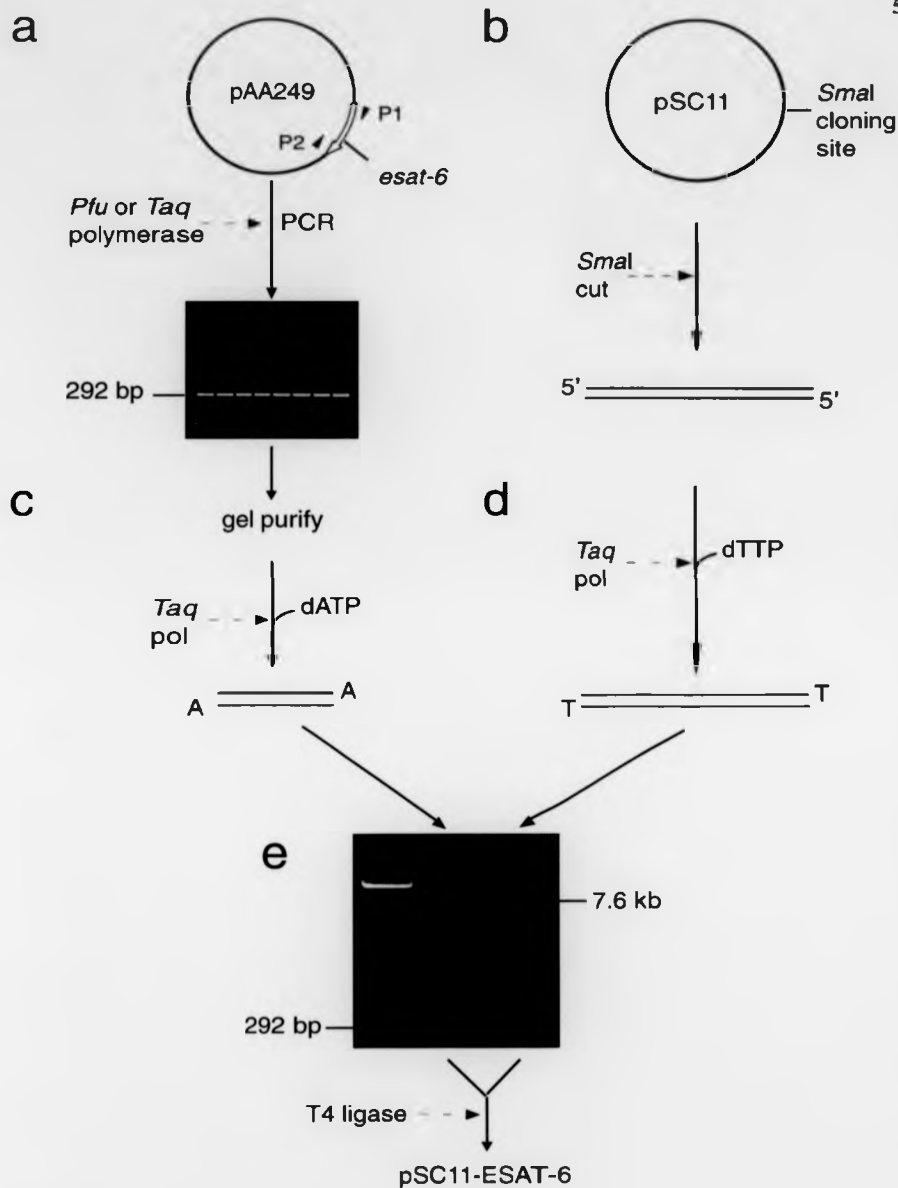 5
a
pAA249
P1
P2
esat-6
Pfu or Taq
polymerase
PCR
292 bp
gel purify
b
pSC11
SmaI
cloning
site
SmaI
cut
5'
5'
c
Taq
pol
dATP
A
A
d
Taq
pol
dTTP
T
T
e
7.6 kb
292 bp
T4 ligase
pSC11-ESAT-6